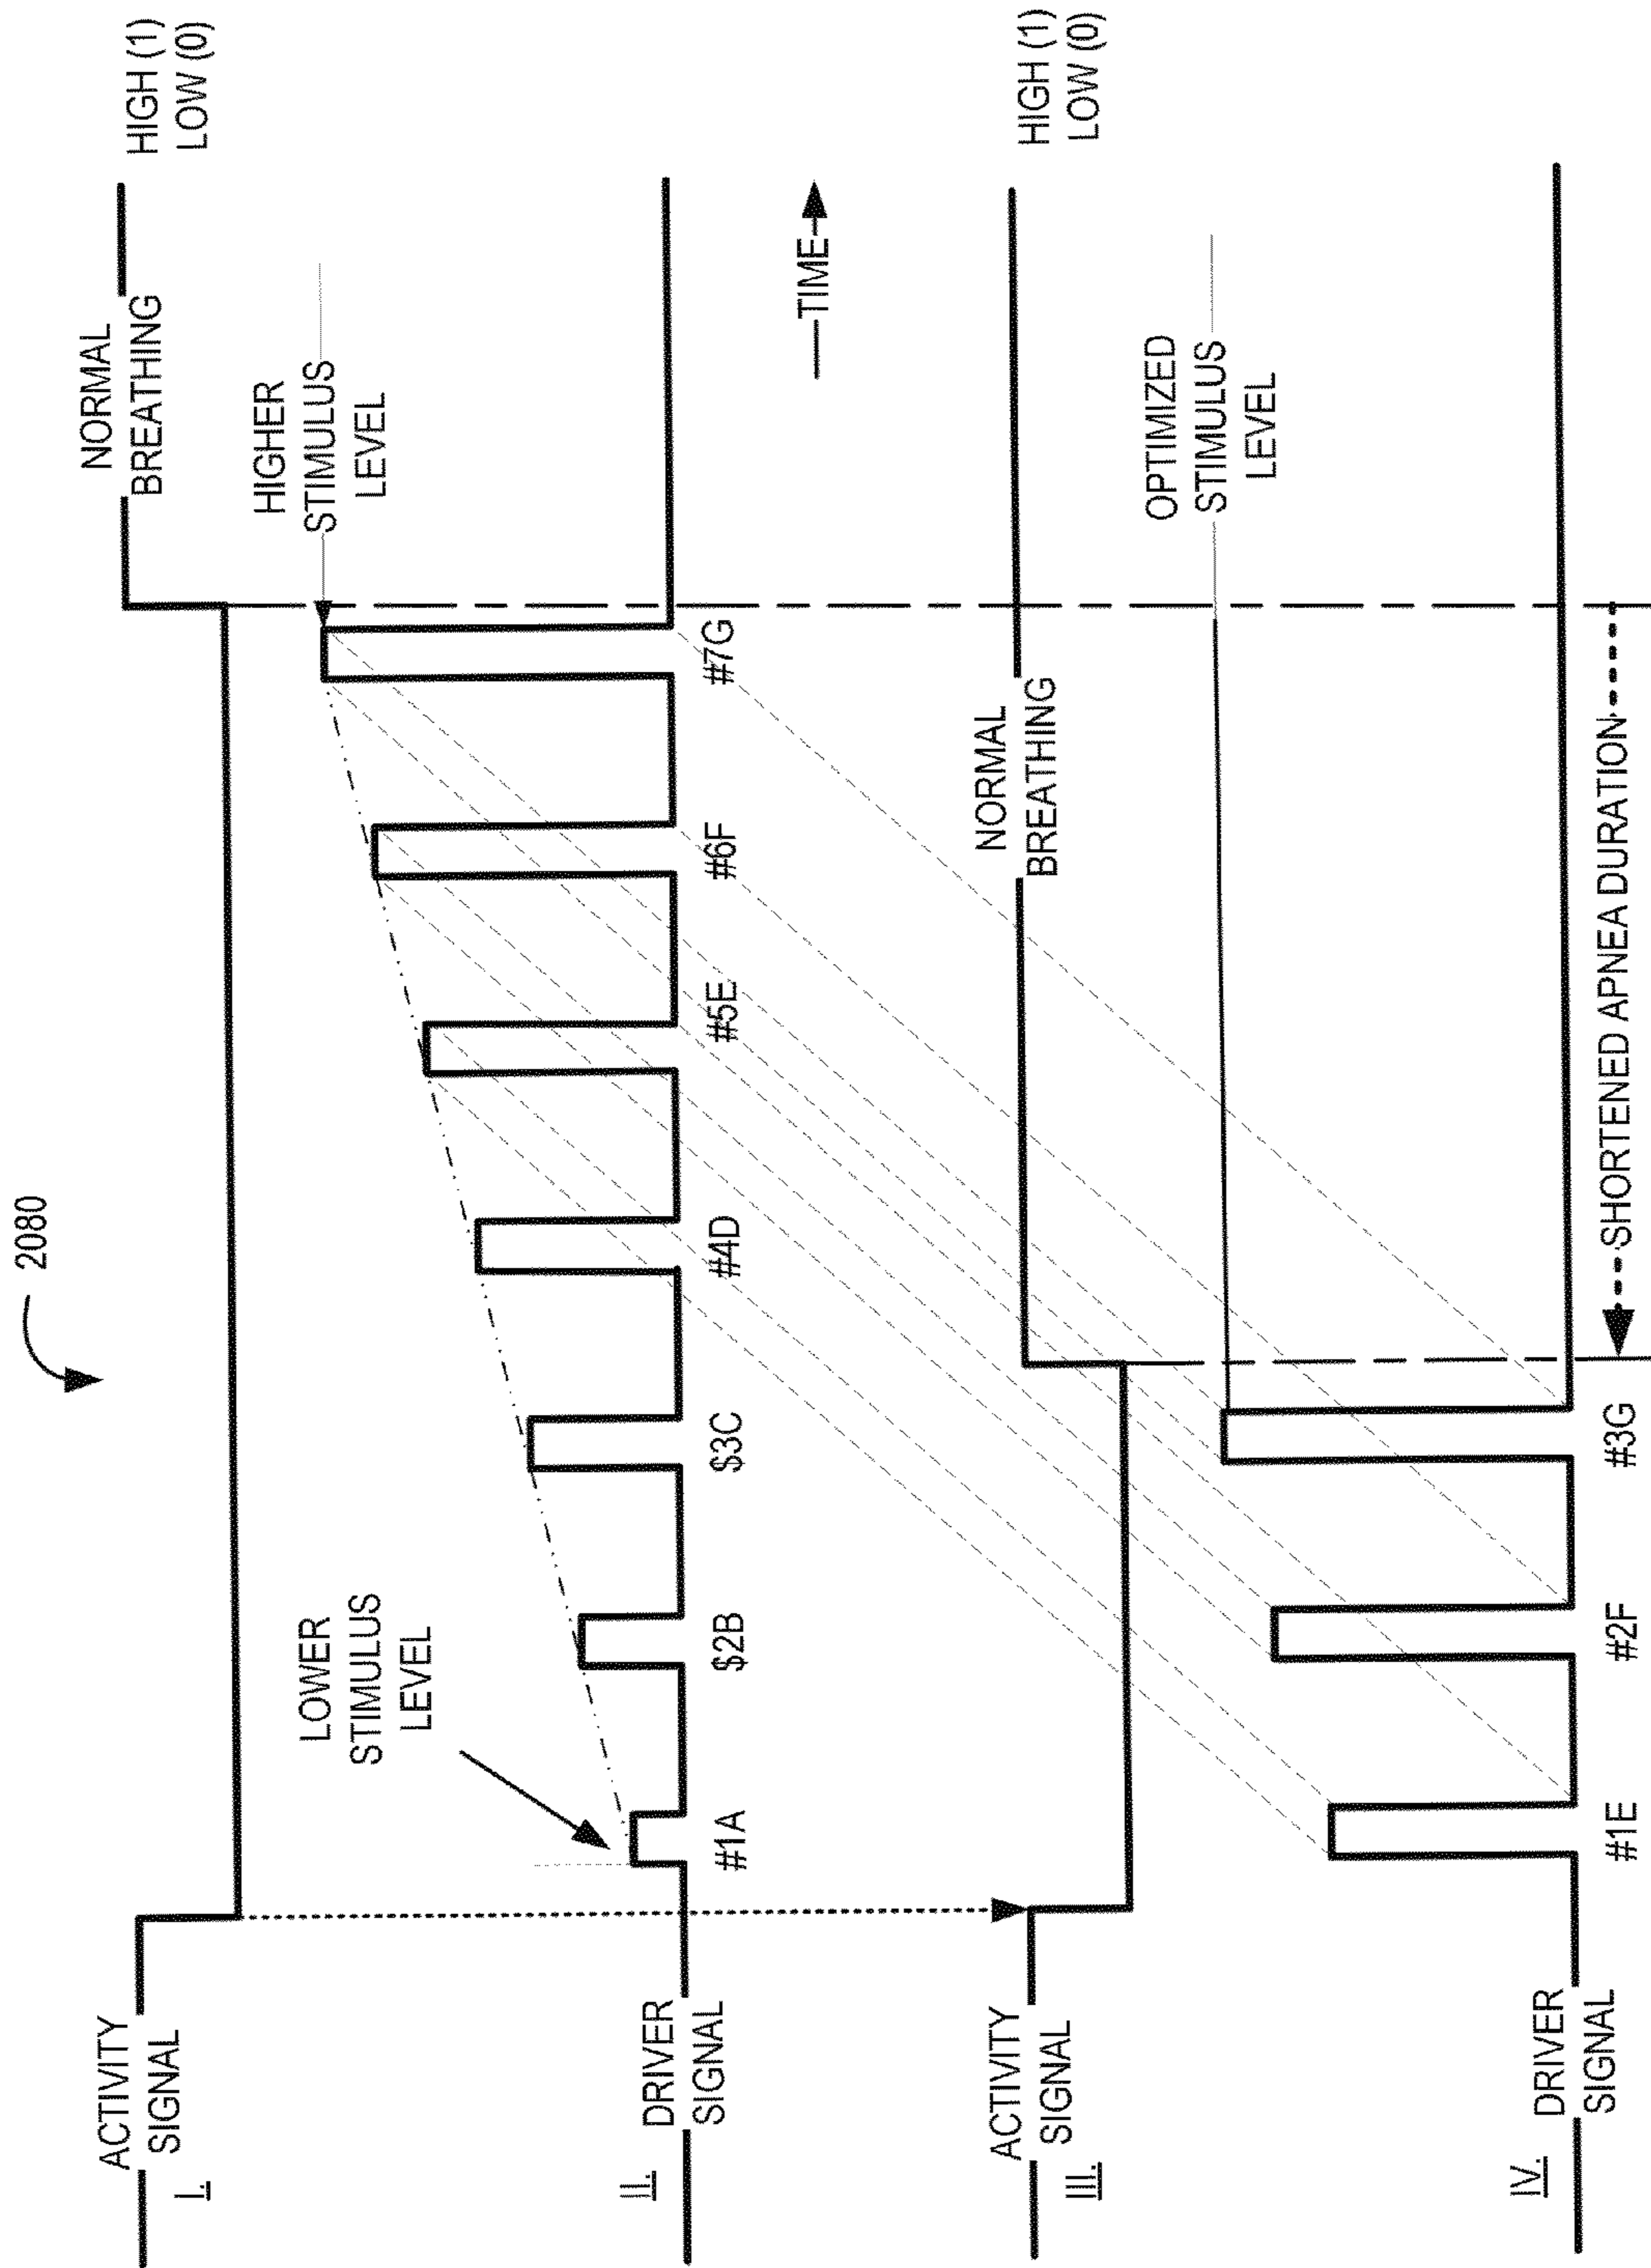 2080
ACTIVITY
SIGNAL
I.
NORMAL
BREATHING
HIGH (1)
LOW (0)
LOWER
STIMULUS
LEVEL
HIGHER
STIMULUS
LEVEL
II.
DRIVER
SIGNAL
#1A
$2B
$3C
#4D
#5E
#6F
#7G
TIME
ACTIVITY
SIGNAL
III.
NORMAL
BREATHING
HIGH (1)
LOW (0)
OPTIMIZED
STIMULUS
LEVEL
IV.
DRIVER
SIGNAL
#1E
#2F
#3G
SHORTENED APNEA DURATION